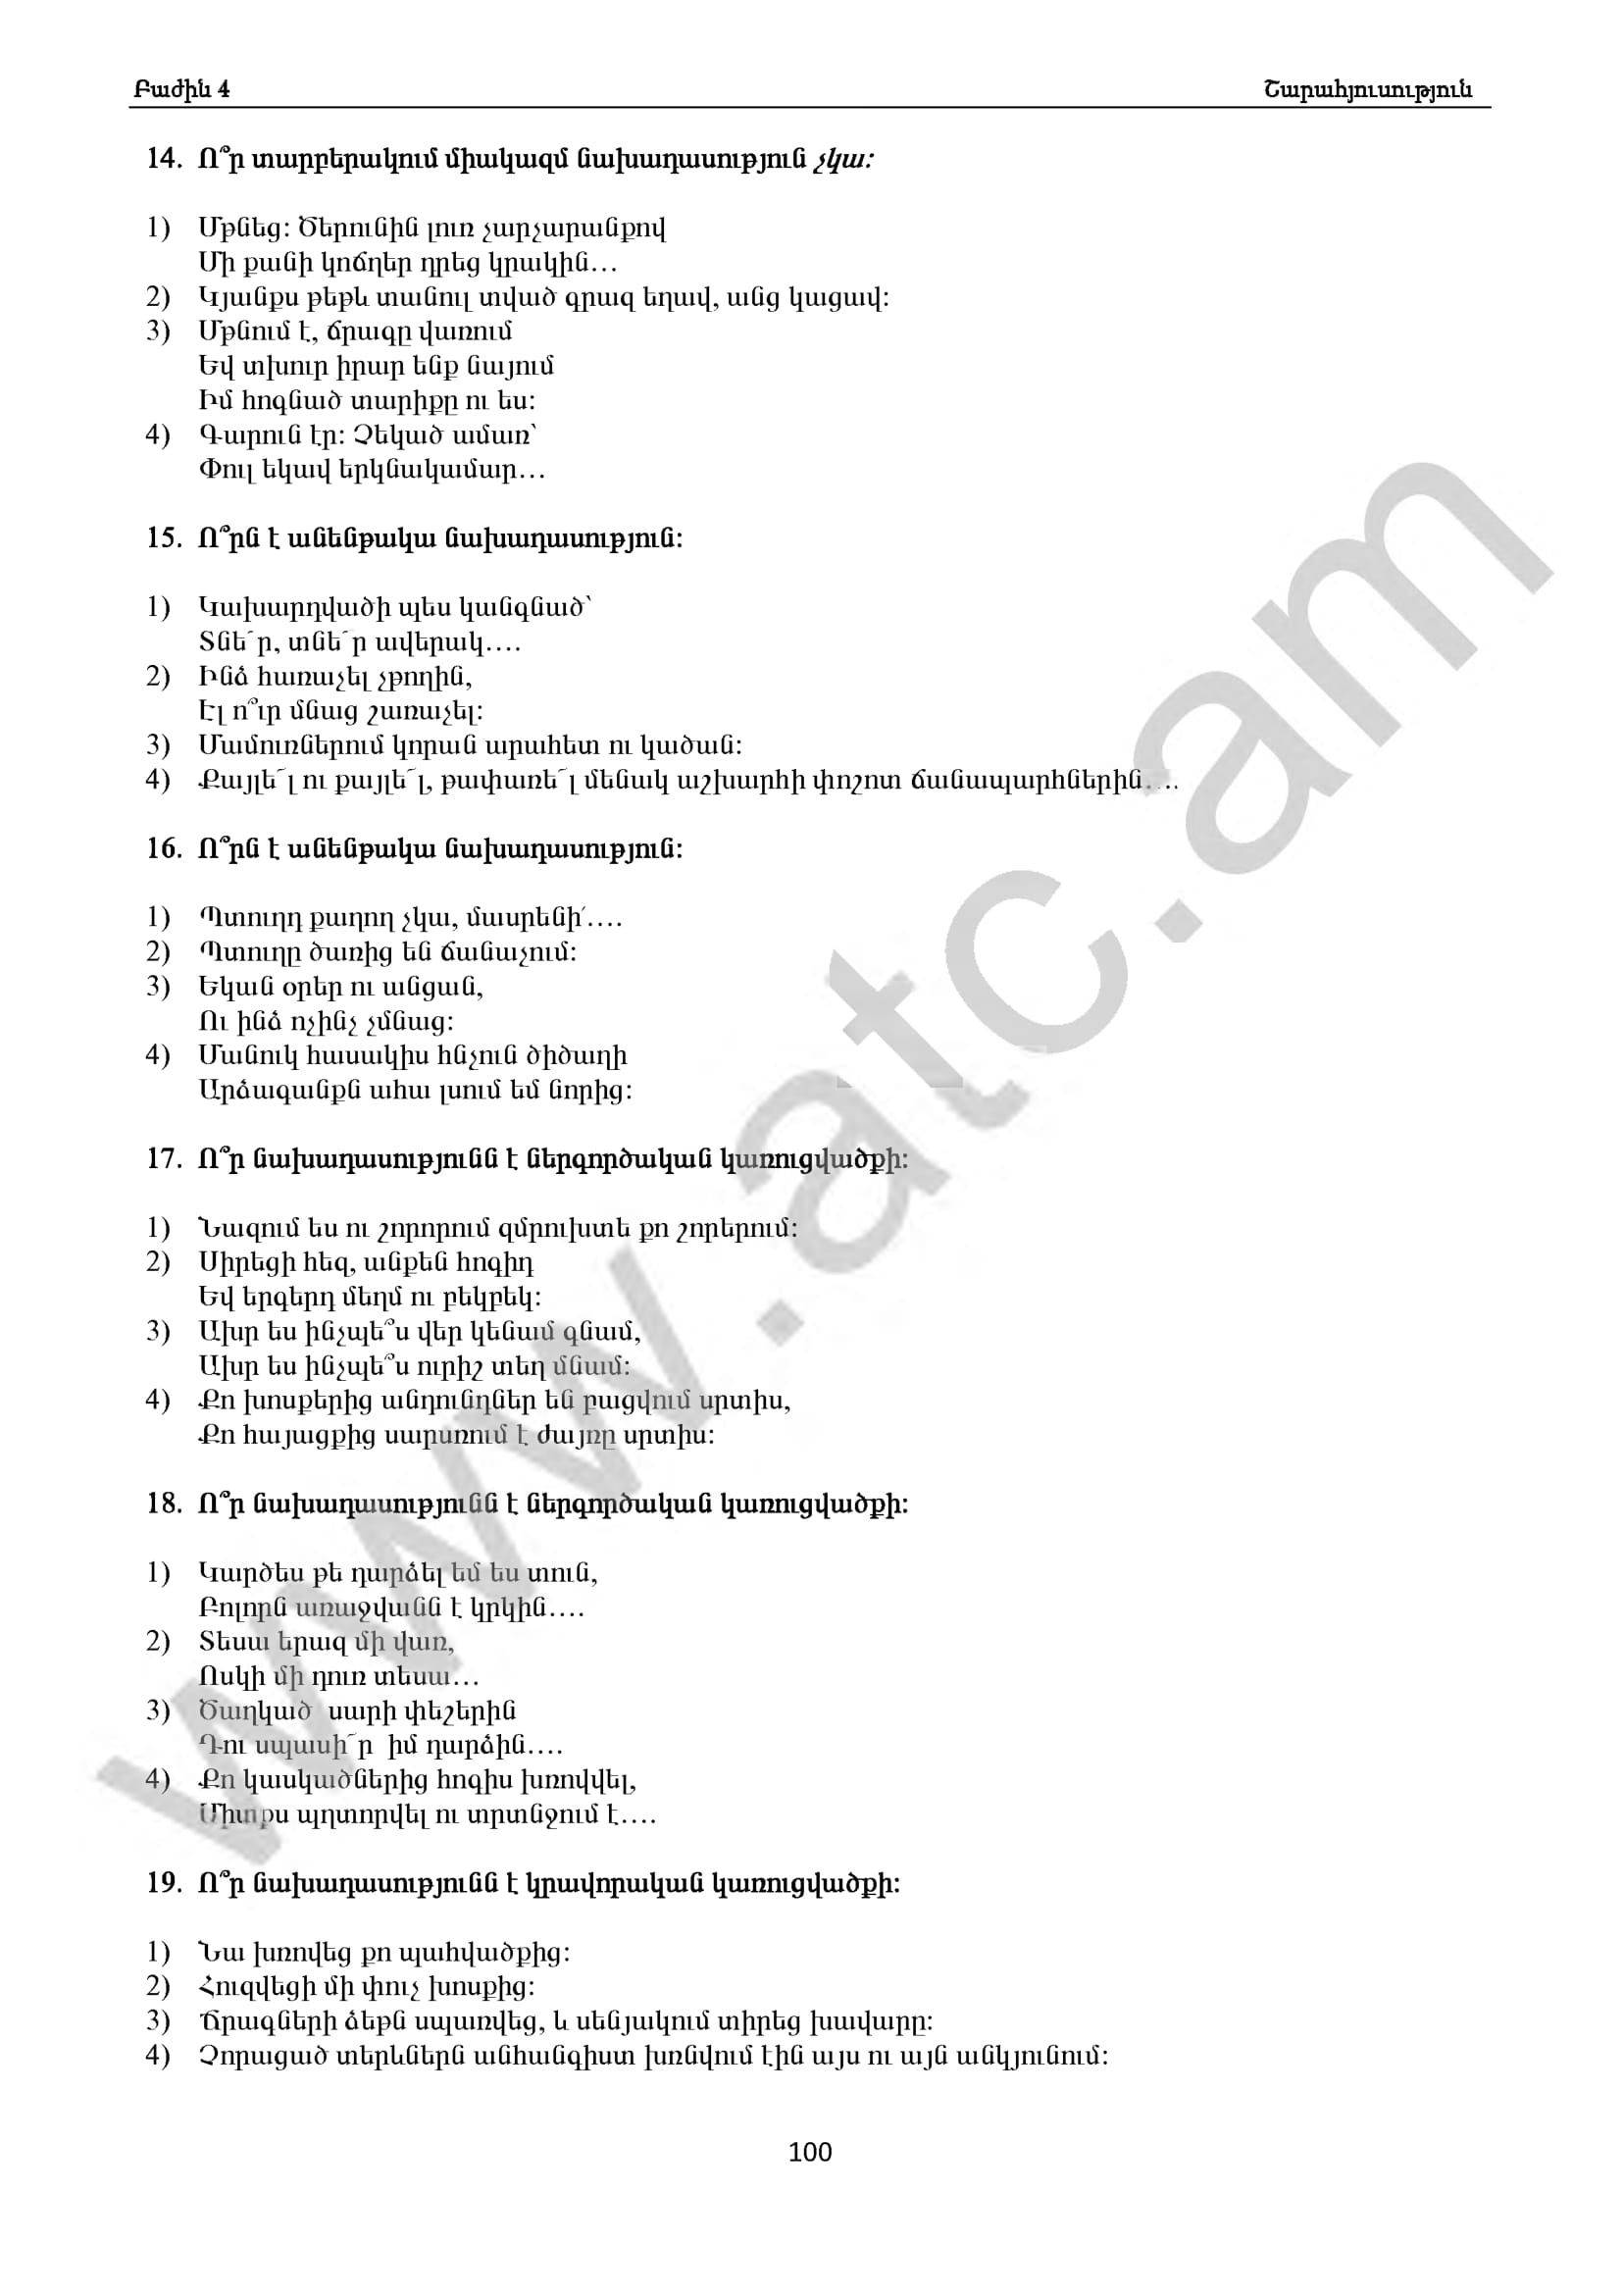 Բաժին 4 Շարահյուսություն
14. Ո՞ր տարբերակում միակազմ նախադասություն չկա:
1) Մթնեց: Ծերունին լուռ չարչարանքով
Մի քանի կոճղեր դրեց կրակին…
2) Կյանքս թեթև տանուլ տված գրազ եղավ, անց կացավ:
3) Մթնում է, ճրագը վառում
Եվ տխուր իրար ենք նայում
Իմ հոգնած տարիքը ու ես:
4) Գարուն էր: Չեկած ամառ՝
Փուլ եկավ երկնակամար…
15. Ո՞րն է անենթակա նախադասություն:
1) Կախարդվածի պես կանգնած՝
Տնե՜ր, տնե՜ր ավերակ….
2) Ինձ հառաչել չթողին,
Էլ ո՞ւր մնաց շառաչել:
3) Մամուռներում կորան արահետ ու կածան:
4) Քայլե՜լ ու քայլե՜լ, թափառե՜լ մենակ աշխարհի փոշոտ ճանապարհներին….
16. Ո՞րն է անենթակա նախադասություն:
1) Պտուղդ քաղող չկա, մասրենի՛….
2) Պտուղը ծառից են ճանաչում:
3) Եկան օրեր ու անցան,
Ու ինձ ոչինչ չմնաց:
4) Մանուկ հասակիս հնչուն ծիծաղի
Արձագանքն ահա լսում եմ նորից:
17. Ո՞ր նախադասությունն է ներգործական կառուցվածքի:
1) Նազում ես ու շորորում զմրուխտե քո շորերում:
2) Սիրեցի հեզ, անքեն հոգիդ
Եվ երգերդ մեղմ ու բեկբեկ:
3) Ախր ես ինչպե՞ս վեր կենամ գնամ,
Ախր ես ինչպե՞ս ուրիշ տեղ մնամ:
4) Քո խոսքերից անդունդներ են բացվում սրտիս,
Քո հայացքից սարսռում է ժայռը սրտիս:
18. Ո՞ր նախադասությունն է ներգործական կառուցվածքի:
1) Կարծես թե դարձել եմ ես տուն,
Բոլորն առաջվանն է կրկին….
2) Տեսա երազ մի վառ,
Ոսկի մի դուռ տեսա…
3) Ծաղկած սարի փեշերին
Դու սպասի՜ր իմ դարձին….
4) Քո կասկածներից հոգիս խռովվել,
Միտքս պղտորվել ու տրտնջում է….
19. Ո՞ր նախադասությունն է կրավորական կառուցվածքի:
1) Նա խռովեց քո պահվածքից:
2) Հուզվեցի մի փուչ խոսքից:
3) Ճրագների ձեթն սպառվեց, և սենյակում տիրեց խավարը:
4) Չորացած տերևներն անհանգիստ խռնվում էին այս ու այն անկյունում:
100
www.atc.am